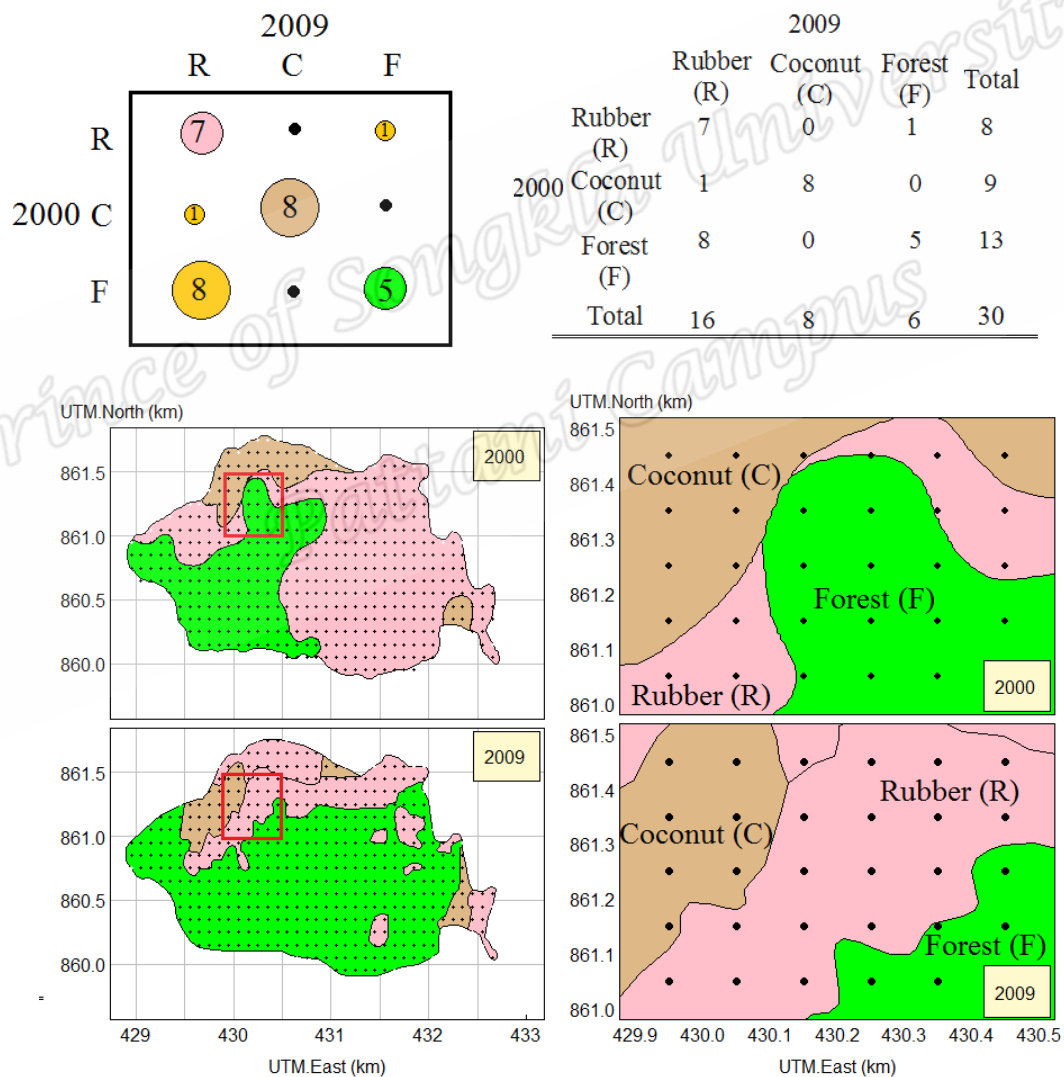 2009
R C F
R 7 1
2000 C 1 8
F 8 5
2009
Rubber (R) Coconut (C) Forest (F) Total
Rubber (R) 7 0 1 8
2000 Coconut (C) 1 8 0 9
Forest (F) 8 0 5 13
Total 16 8 6 30
Prince of Songkla Universit
Pattani Campus
UTM.North (km)
2000
861.5
861.0
860.5
860.0
2009
861.5
861.0
860.5
860.0
429 430 431 432 433
UTM.East (km)
=
UTM.North (km)
861.5
861.4
861.3
861.2
861.1
861.0
Coconut (C)
Forest (F)
Rubber (R)
2000
861.5
861.4
861.3
861.2
861.1
861.0
Rubber (R)
Coconut (C)
Forest (F)
2009
429.9 430.0 430.1 430.2 430.3 430.4 430.5
UTM.East (km)